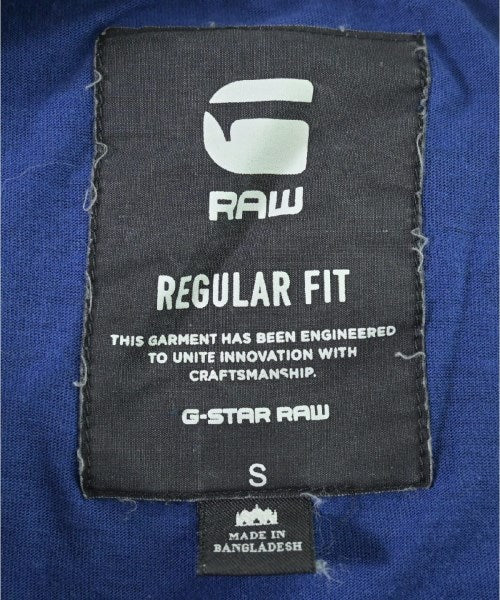 G
RAW
REGULAR FIT
THIS GARMENT HAS BEEN ENGINEERED
TO UNITE INNOVATION WITH
CRAFTSMANSHIP.
G-STAR RAW
S
MADE IN
BANGLADESH